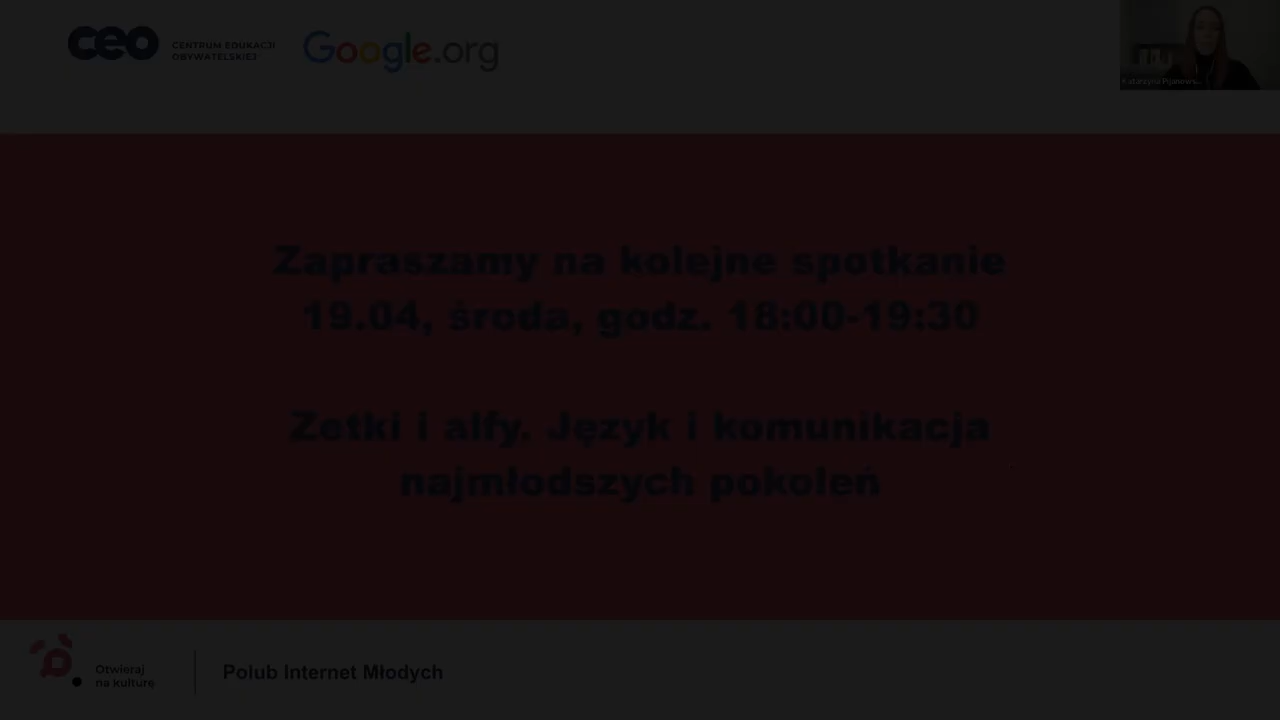 ceo
CENTRUM EDUKACJI
OBYWATELSKIEJ
Google.org
Zapraszamy na kolejne spotkanie
19.04, środa, godz. 18:00-19:30
Zetki i alfy. Język i komunikacja
najmłodszych pokoleń
Otwieraj
na kulturę
Polub Internet Młodych